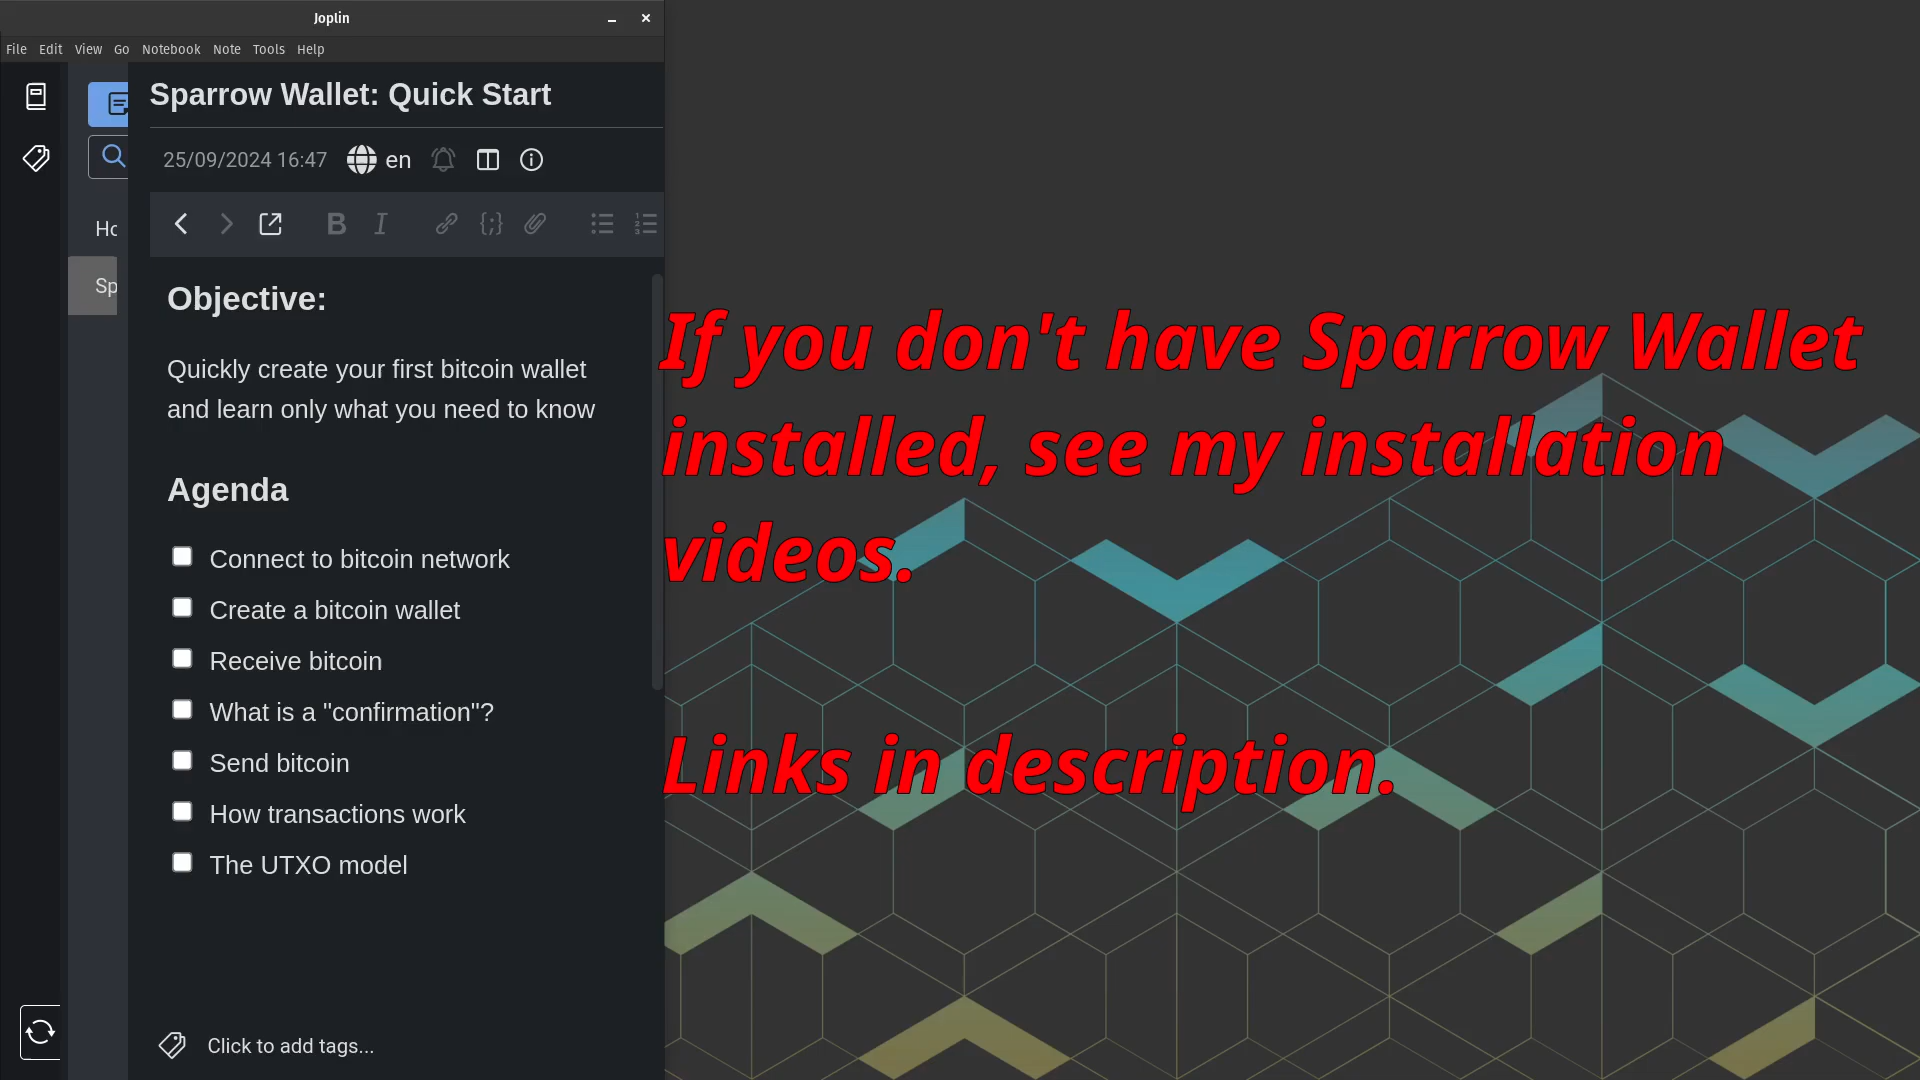 Joplin
File Edit View Go Notebook Note Tools Help
Sparrow Wallet: Quick Start
25/09/2024 16:47 en
Ho
Sp
Objective:
Quickly create your first bitcoin wallet
and learn only what you need to know
Agenda
Connect to bitcoin network
Create a bitcoin wallet
Receive bitcoin
What is a "confirmation"?
Send bitcoin
How transactions work
The UTXO model
Click to add tags...
If you don't have Sparrow Wallet
installed, see my installation
videos.
Links in description.